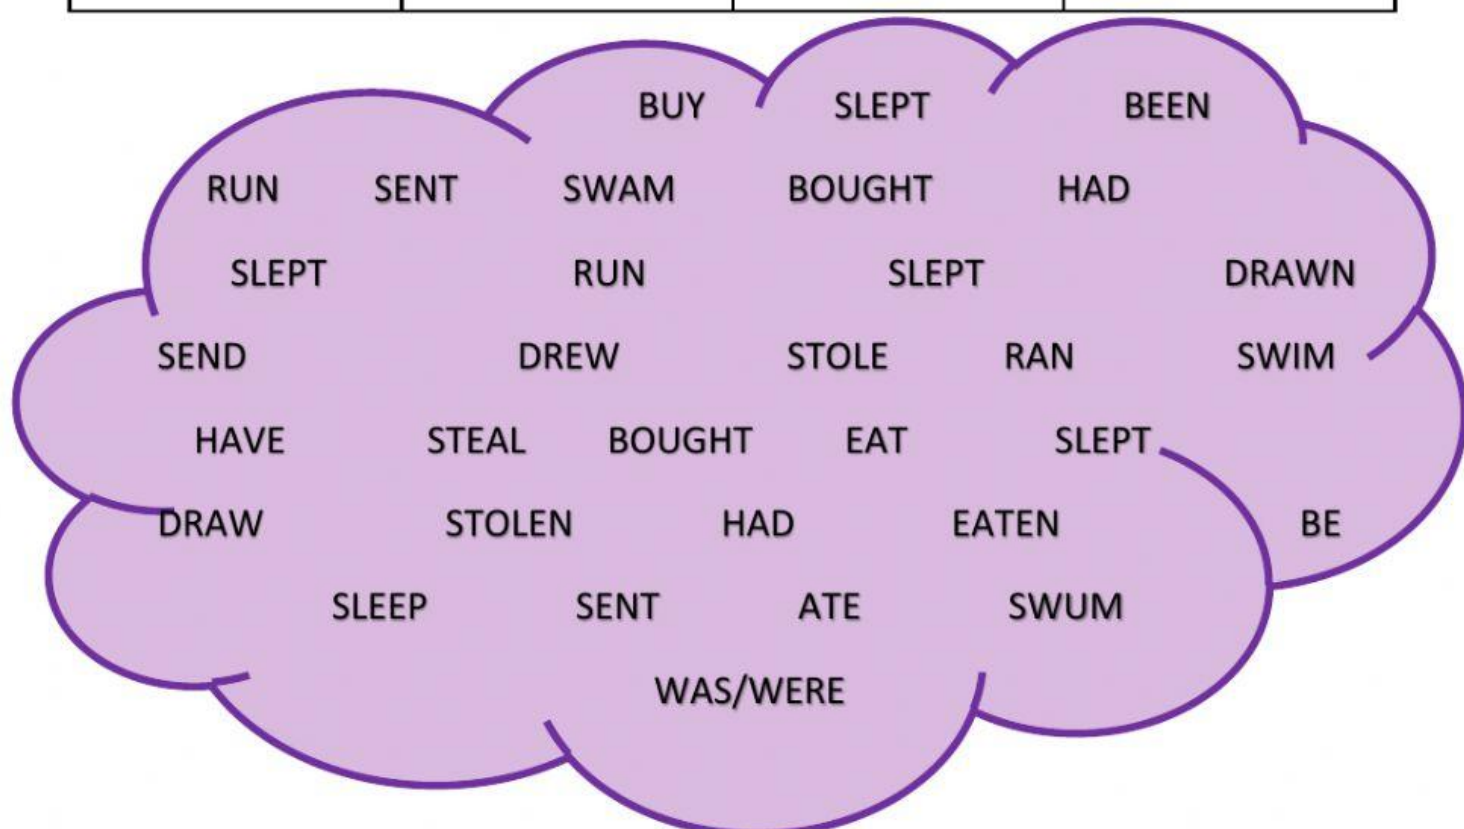 BUY SLEPT BEEN
RUN SENT SWAM BOUGHT HAD
SLEPT RUN SLEPT DRAWN
SEND DREW STOLE RAN SWIM
HAVE STEAL BOUGHT EAT SLEPT
DRAW STOLEN HAD EATEN BE
SLEEP SENT ATE SWUM
WAS/WERE